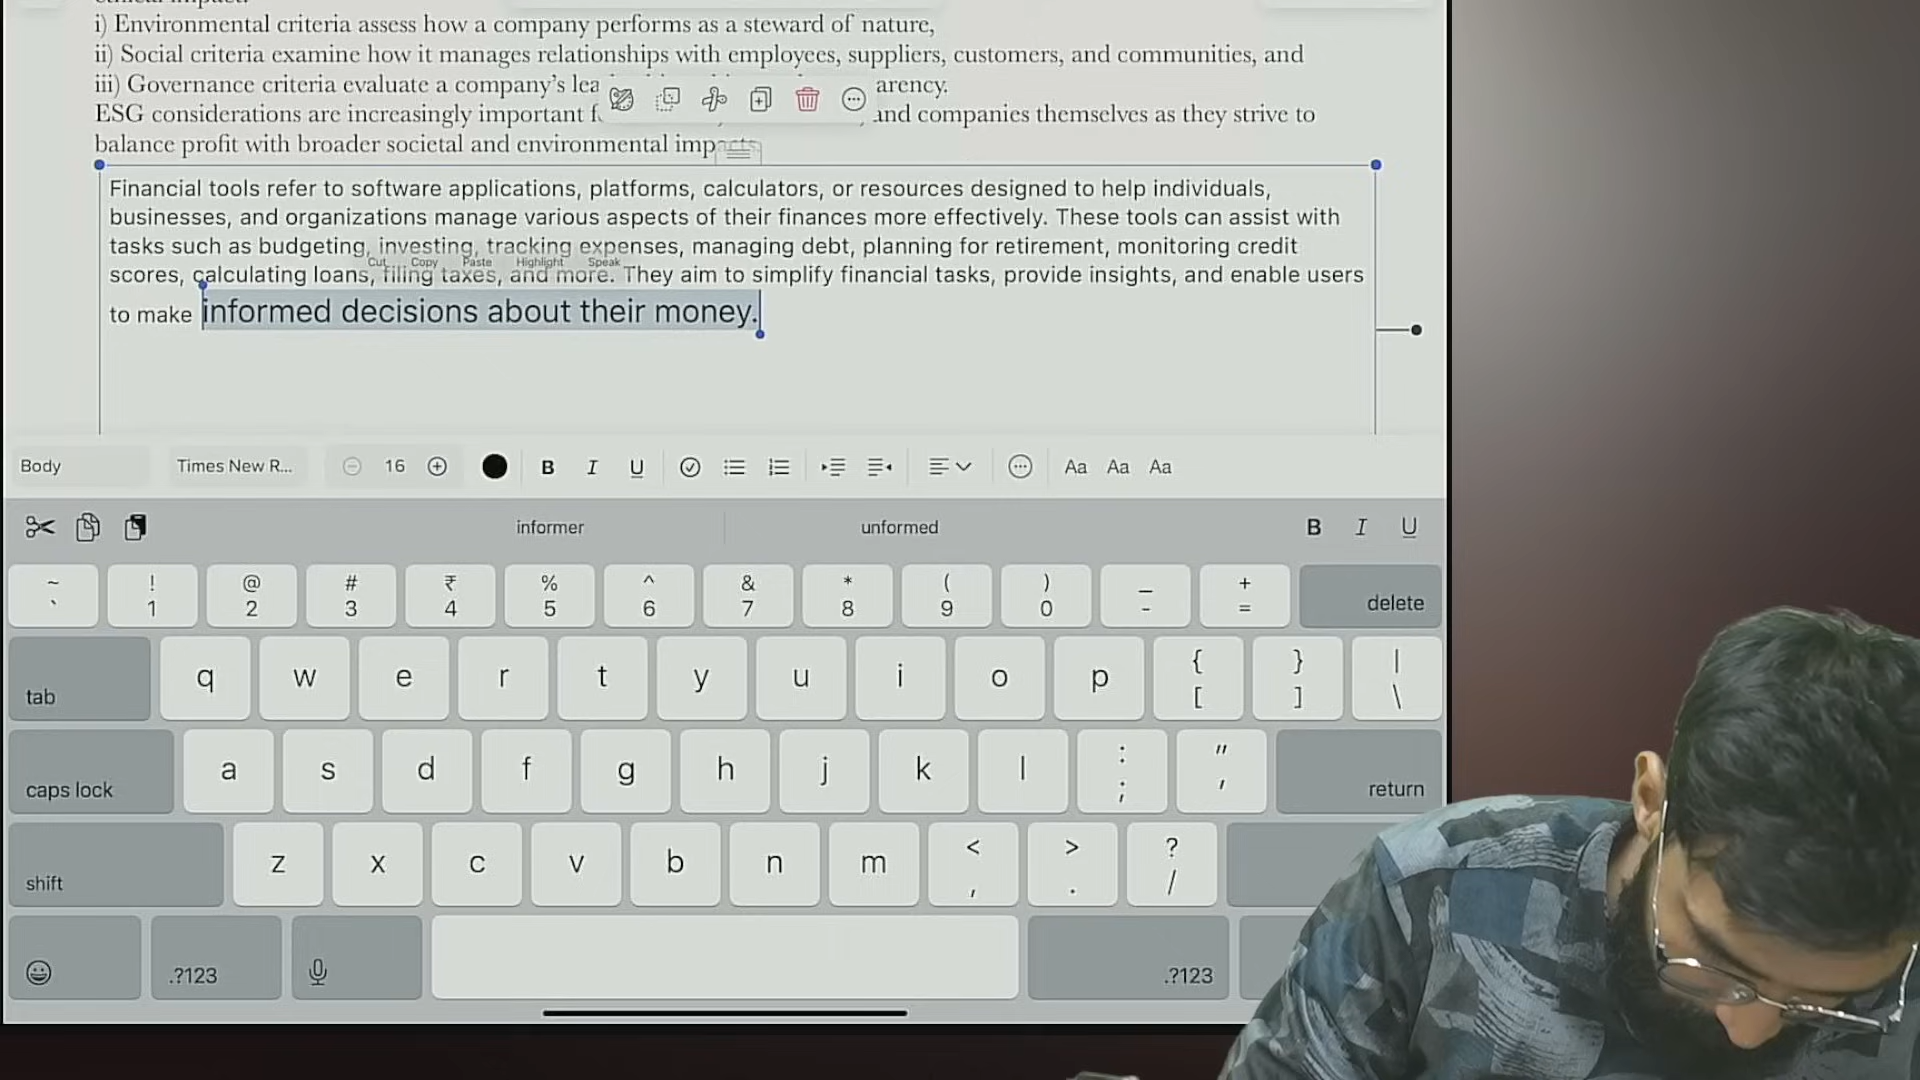 i) Environmental criteria assess how a company performs as a steward of nature,
ii) Social criteria examine how it manages relationships with employees, suppliers, customers, and communities, and
iii) Governance criteria evaluate a company's arency.
ESG considerations are increasingly important and companies themselves as they strive to
balance profit with broader societal and environmental impacts
Financial tools refer to software applications, platforms, calculators, or resources designed to help individuals,
businesses, and organizations manage various aspects of their finances more effectively. These tools can assist with
tasks such as budgeting, investing, tracking expenses, managing debt, planning for retirement, monitoring credit
Cut Copy Paste Highlight Speak
scores, calculating loans, filing taxes, and more. They aim to simplify financial tasks, provide insights, and enable users
to make informed decisions about their money.
Body Times New R... 16 B I U Aa Aa Aa
informer unformed B I U
~ ! @ # ₹ % ^ & * ( ) _ +
` 1 2 3 4 5 6 7 8 9 0 - = delete
tab q w e r t y u i o p { [ } ] | \
caps lock a s d f g h j k l : ; " ' return
shift z x c v b n m < , > . ? /
.?123 .?123